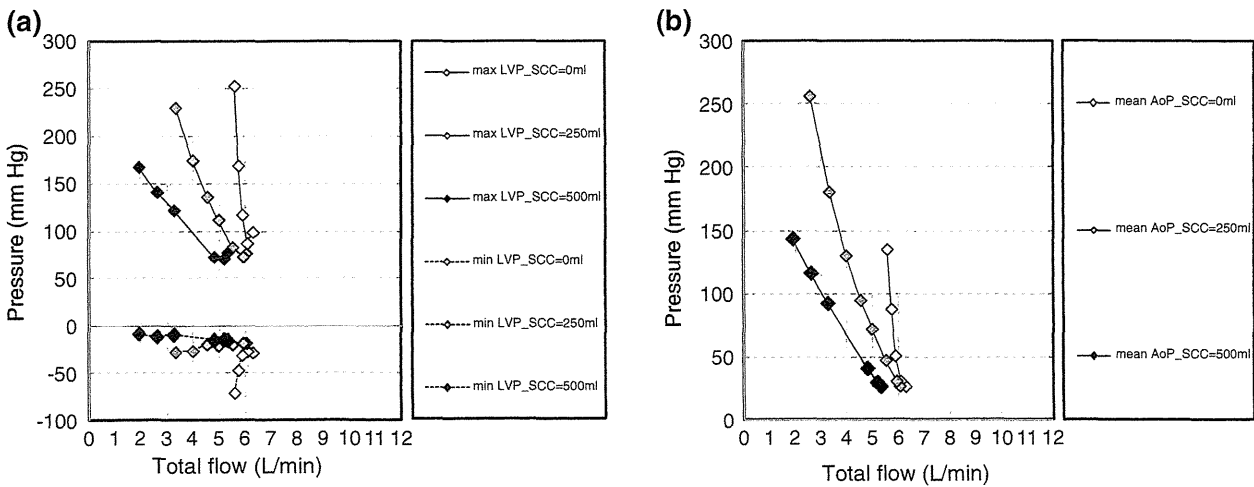 (a)
300
250
200
150
100
50
0
-50
-100
Pressure (mm Hg)
0 1 2 3 4 5 6 7 8 9 10 11 12
Total flow (L/min)
max LVP_SCC=0ml
max LVP_SCC=250ml
max LVP_SCC=500ml
min LVP_SCC=0ml
min LVP_SCC=250ml
min LVP_SCC=500ml
(b)
300
250
200
150
100
50
0
Pressure (mm Hg)
0 1 2 3 4 5 6 7 8 9 10 11 12
Total flow (L/min)
mean AoP_SCC=0ml
mean AoP_SCC=250ml
mean AoP_SCC=500ml